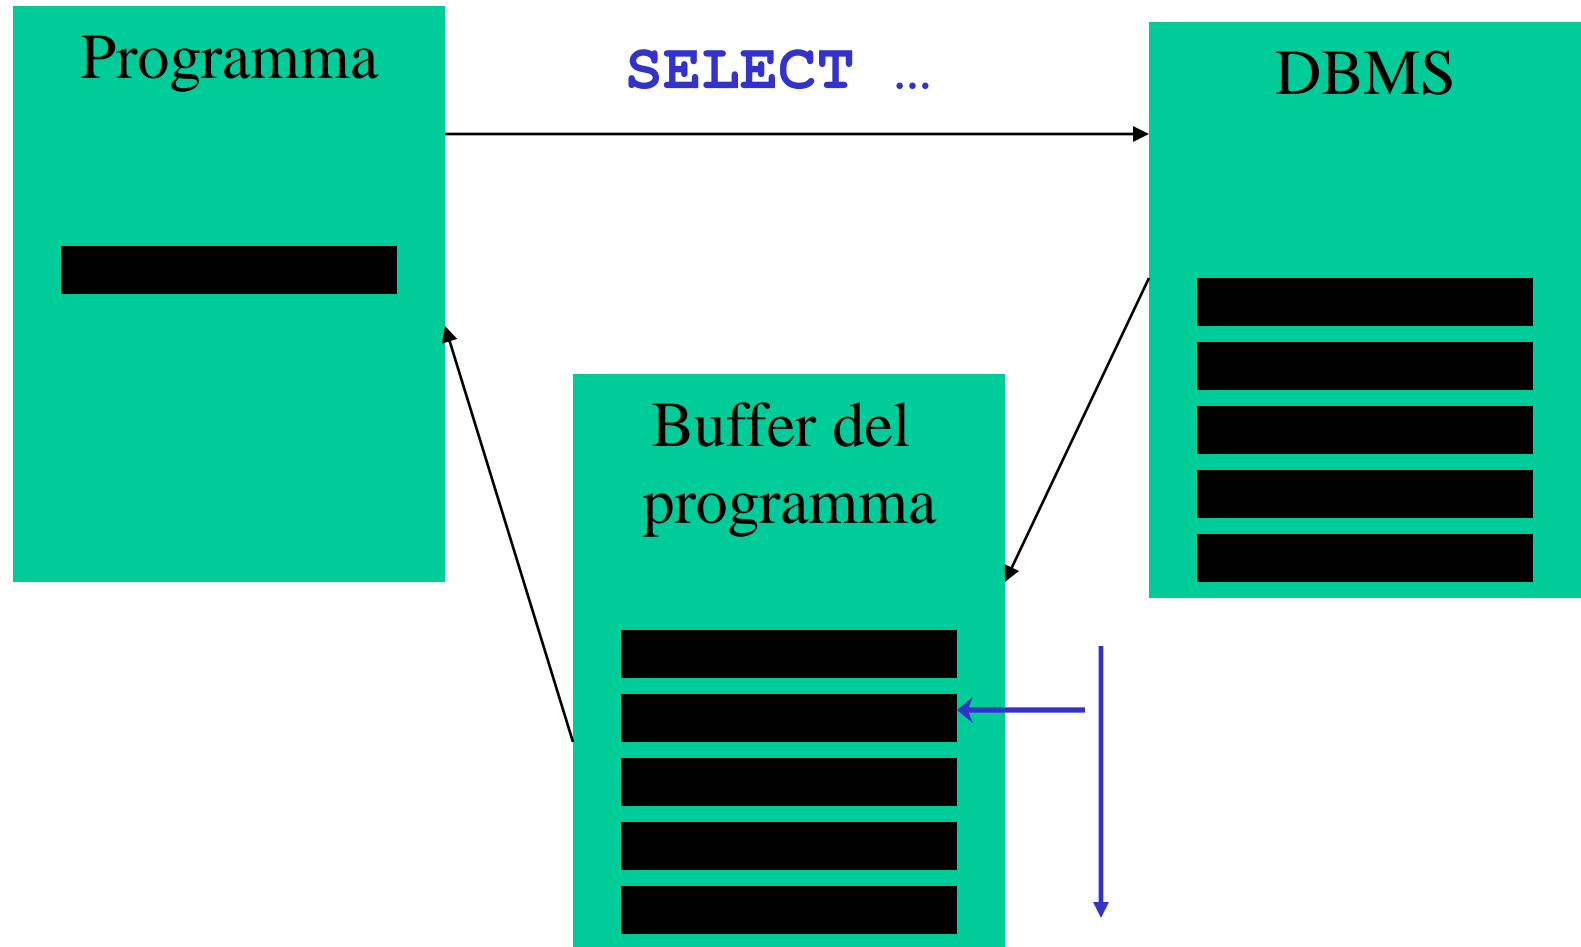 Programma
SELECT ...
DBMS
Buffer del
programma